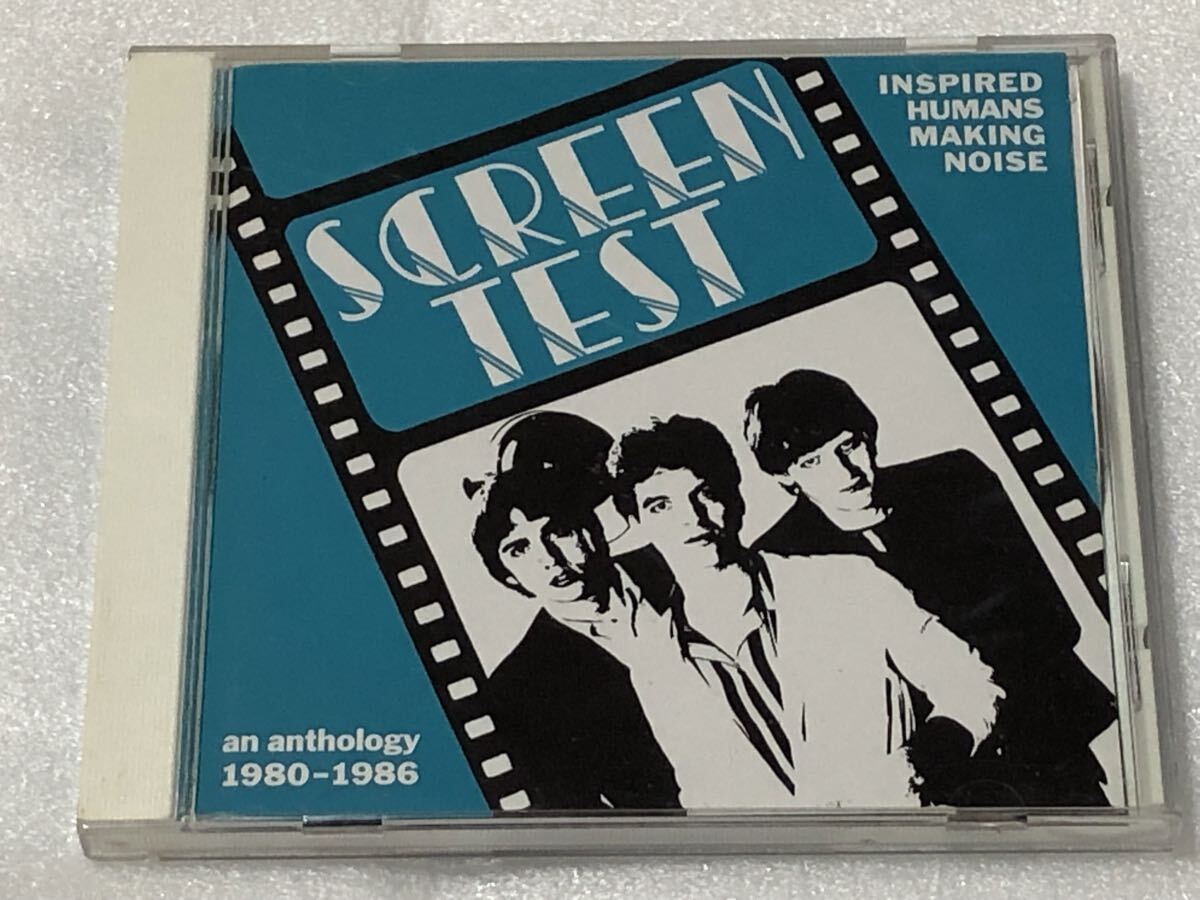 SCREEN
TEST
INSPIRED
HUMANS
MAKING
NOISE
an anthology
1980-1986